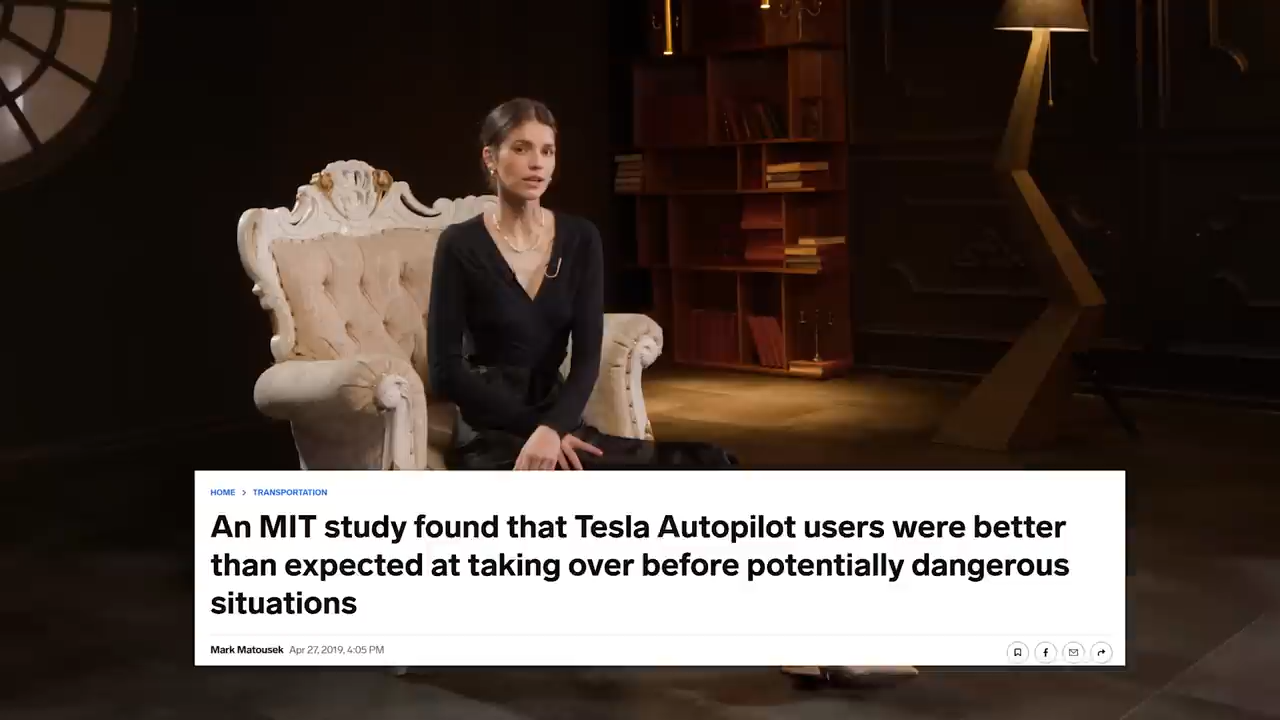 HOME > TRANSPORTATION
An MIT study found that Tesla Autopilot users were better
than expected at taking over before potentially dangerous
situations
Mark Matousek Apr 27, 2019, 4:05 PM